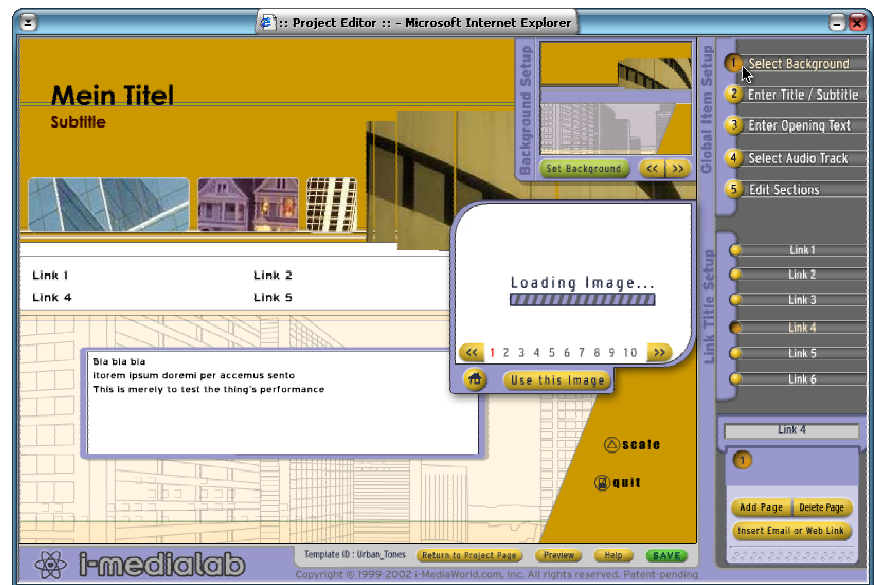 :: Project Editor :: - Microsoft Internet Explorer
Mein Titel
Subtitle
Link 1
Link 2
Link 4
Link 5
Bla bla bla
itorem ipsum doremi per accemus sento
This is merely to test the thing's performance
Background Setup
Set Background
<< >>
Loading Image...
<< 1 2 3 4 5 6 7 8 9 10 >>
Use this Image
scale
quit
Global Item Setup
1 Select Background
2 Enter Title / Subtitle
3 Enter Opening Text
4 Select Audio Track
5 Edit Sections
Link Title Setup
Link 1
Link 2
Link 3
Link 4
Link 5
Link 6
Link 4
1
Add Page
Delete Page
Insert Email or Web Link
i-medialab
Template ID : Urban_Tones
Return to Project Page
Preview
Help
SAVE
Copyright © 1999-2002 i-MediaWorld.com, Inc. All rights reserved. Patent-pending